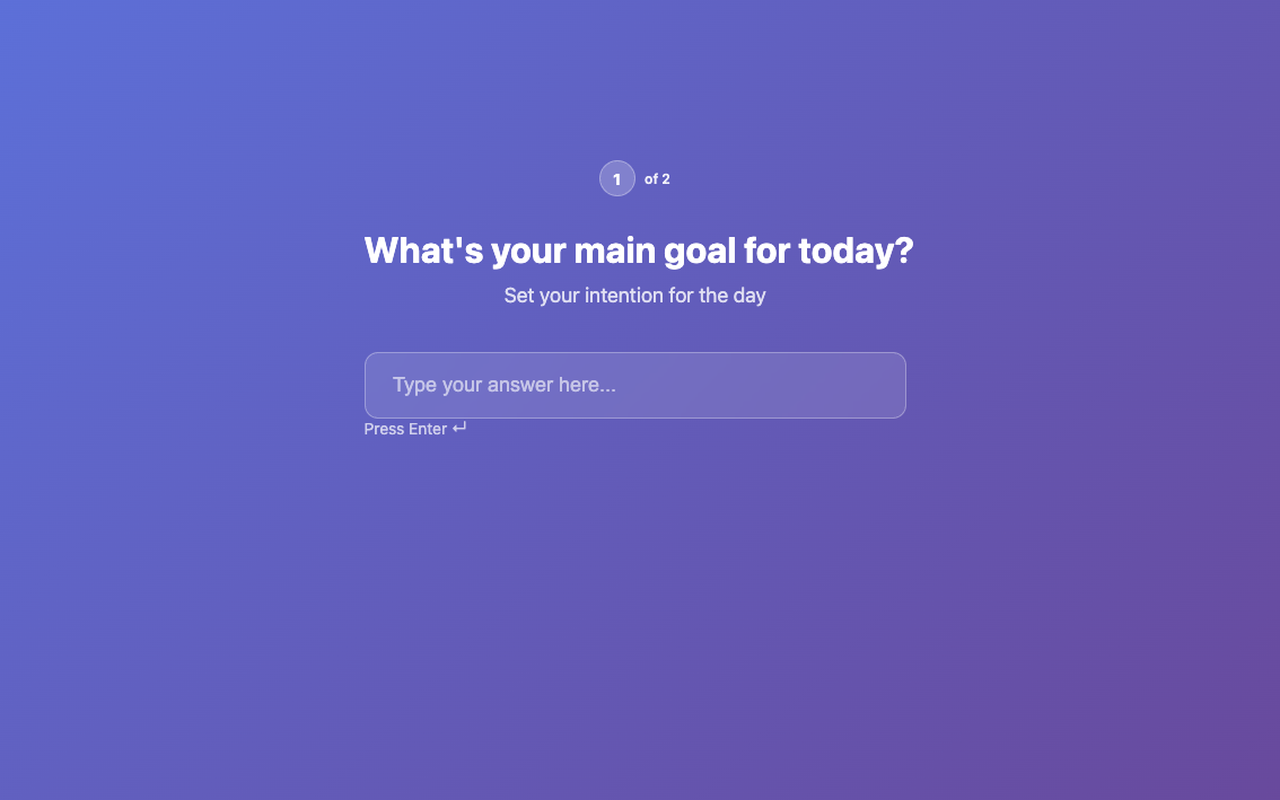 1 of 2
What's your main goal for today?
Set your intention for the day
Type your answer here...
Press Enter ↵